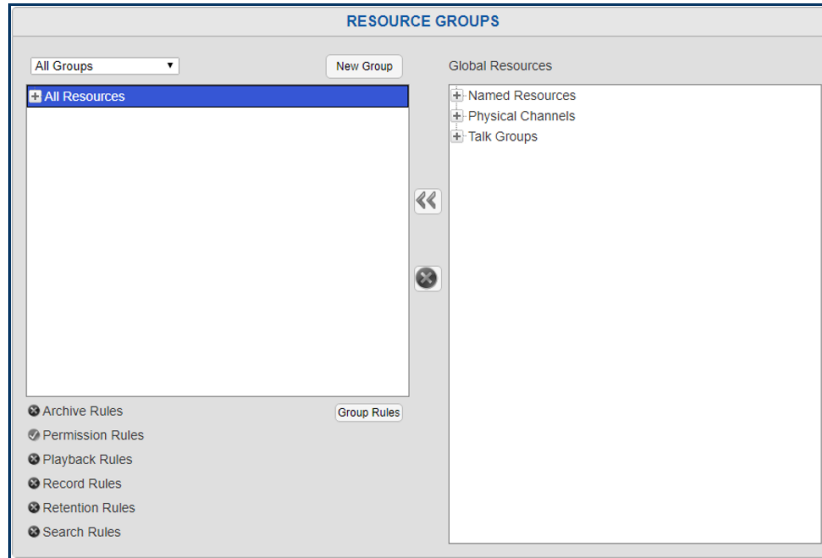 RESOURCE GROUPS
All Groups
New Group
Global Resources
All Resources
Named Resources
Physical Channels
Talk Groups
Archive Rules
Group Rules
Permission Rules
Playback Rules
Record Rules
Retention Rules
Search Rules